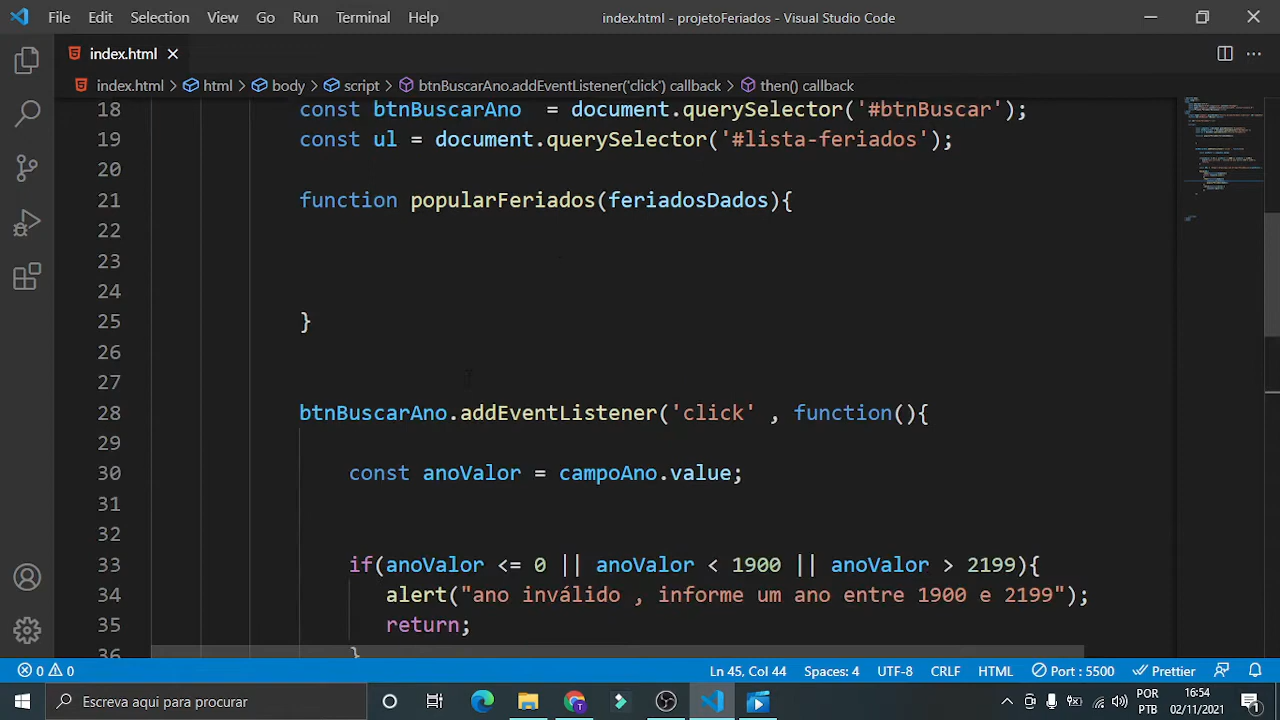 File Edit Selection View Go Run Terminal Help index.html - projetoFeriados - Visual Studio Code
index.html
index.html > html > body > script > btnBuscarAno.addEventListener('click') callback > then() callback
18 const btnBuscarAno = document.querySelector('#btnBuscar');
19 const ul = document.querySelector('#lista-feriados');
20
21 function popularFeriados(feriadosDados){
22
23
24
25 }
26
27
28 btnBuscarAno.addEventListener('click' , function(){
29
30 const anoValor = campoAno.value;
31
32
33 if(anoValor <= 0 || anoValor < 1900 || anoValor > 2199){
34 alert("ano inválido , informe um ano entre 1900 e 2199");
35 return;
36 }
0 0 Ln 45, Col 44 Spaces: 4 UTF-8 CRLF HTML Port : 5500 Prettier
Escreva aqui para procurar
POR
PTB
16:54
02/11/2021
1